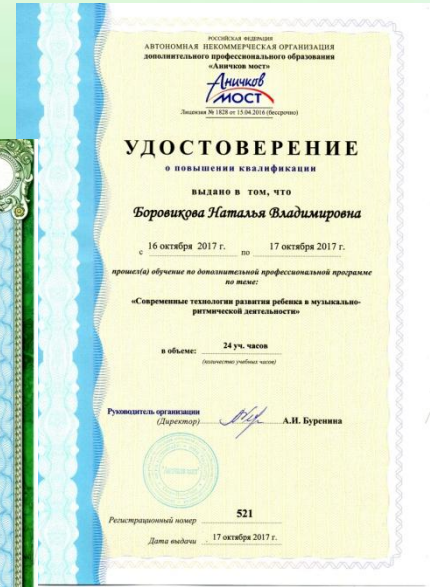 РОССИЙСКАЯ ФЕДЕРАЦИЯ
АВТОНОМНАЯ НЕКОММЕРЧЕСКАЯ ОРГАНИЗАЦИЯ
дополнительного профессионального образования
«Аничков мост»
Аничков
МОСТ
Лицензия № 1828 от 15.04.2016 (бессрочно)
УДОСТОВЕРЕНИЕ
о повышении квалификации
выдано в том, что
Боровикова Наталья Владимировна
с 16 октября 2017 г. по 17 октября 2017 г.
прошел(а) обучение по дополнительной профессиональной программе
по теме:
«Современные технологии развития ребенка в музыкально-
ритмической деятельности»
в объеме: 24 уч. часов
(количество учебных часов)
Руководитель организации
(Директор) А.И. Буренина
Регистрационный номер 521
Дата выдачи 17 октября 2017 г.